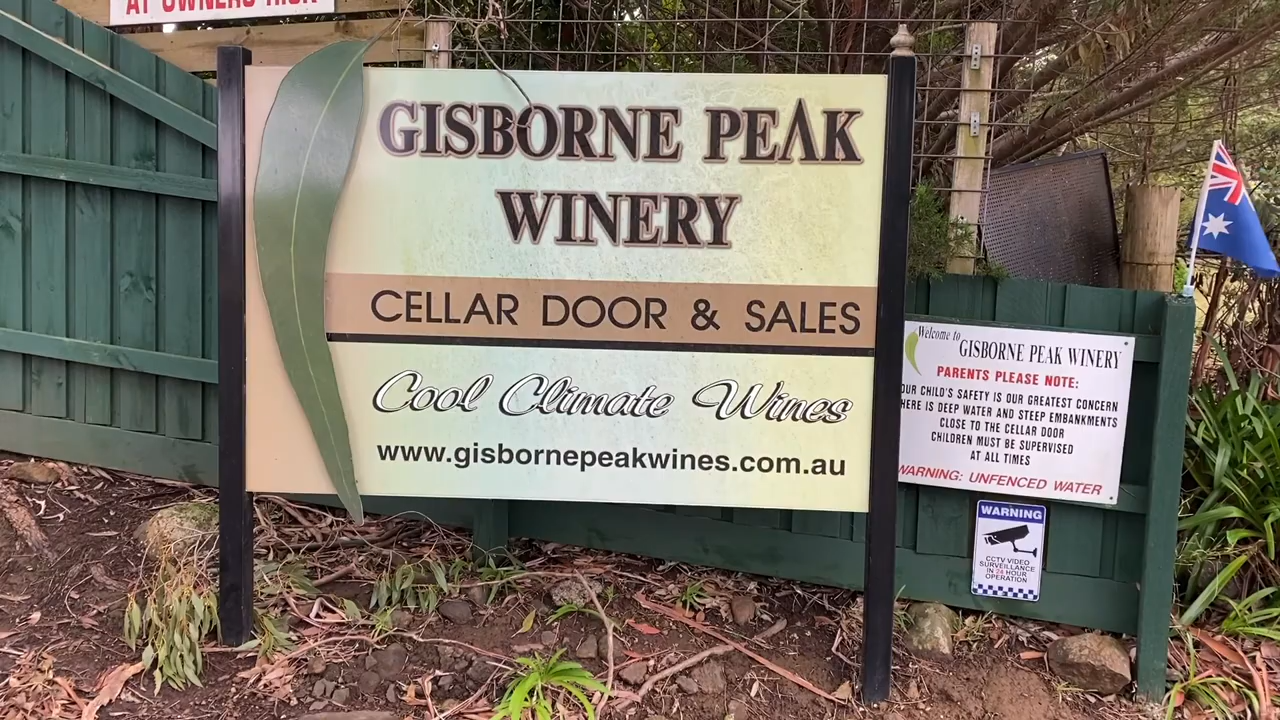 AT OWNERS RISK
GISBORNE PEAK
WINERY
CELLAR DOOR & SALES
Cool Climate Wines
www.gisbornepeakwines.com.au
Welcome to
GISBORNE PEAK WINERY
PARENTS PLEASE NOTE:
OUR CHILD'S SAFETY IS OUR GREATEST CONCERN
HERE IS DEEP WATER AND STEEP EMBANKMENTS
CLOSE TO THE CELLAR DOOR
CHILDREN MUST BE SUPERVISED
AT ALL TIMES
WARNING: UNFENCED WATER
WARNING
CCTV VIDEO
SURVEILLANCE
IN 24 HOUR
OPERATION